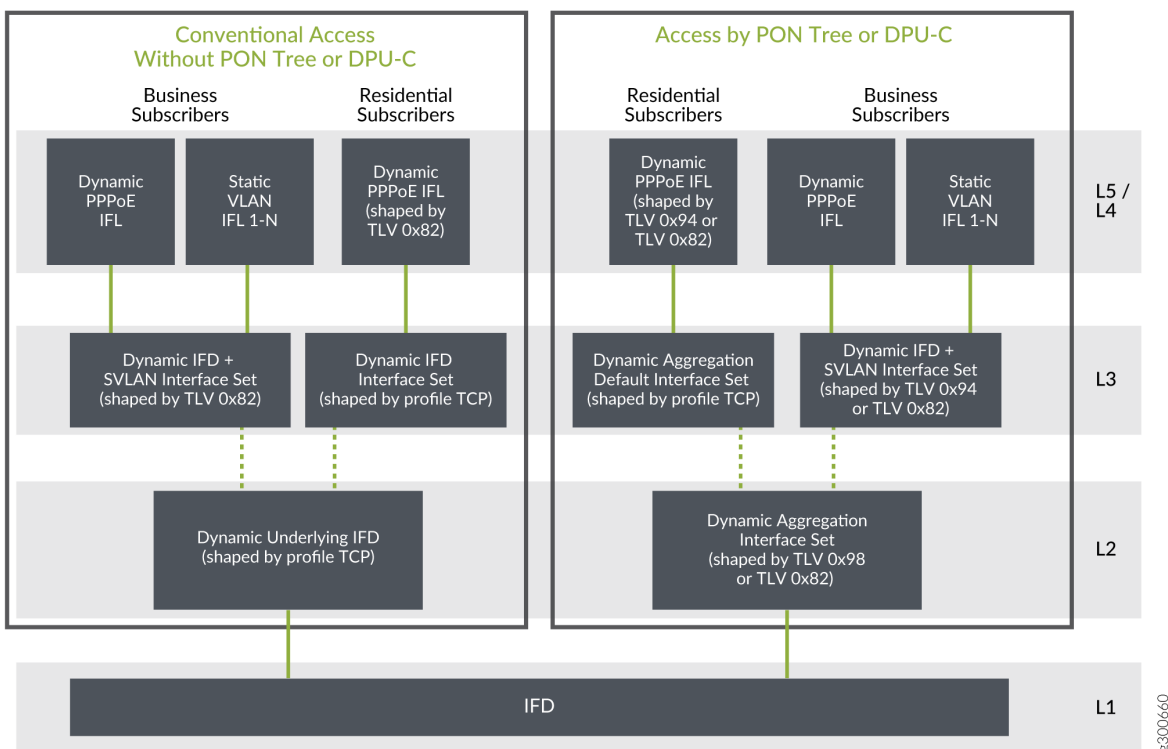 Conventional Access
Without PON Tree or DPU-C
Access by PON Tree or DPU-C
Business
Subscribers
Residential
Subscribers
Residential
Subscribers
Business
Subscribers
Dynamic
PPPoE
IFL
Static
VLAN
IFL 1-N
Dynamic
PPPoE IFL
(shaped by
TLV 0x82)
Dynamic
PPPoE IFL
(shaped by
TLV 0x94 or
TLV 0x82)
Dynamic
PPPoE
IFL
Static
VLAN
IFL 1-N
L5 /
L4
Dynamic IFD +
SVLAN Interface Set
(shaped by TLV 0x82)
Dynamic IFD
Interface Set
(shaped by profile TCP)
Dynamic Aggregation
Default Interface Set
(shaped by profile TCP)
Dynamic IFD +
SVLAN Interface Set
(shaped by TLV 0x94
or TLV 0x82)
L3
Dynamic Underlying IFD
(shaped by profile TCP)
Dynamic Aggregation
Interface Set
(shaped by TLV 0x98
or TLV 0x82)
L2
IFD
L1